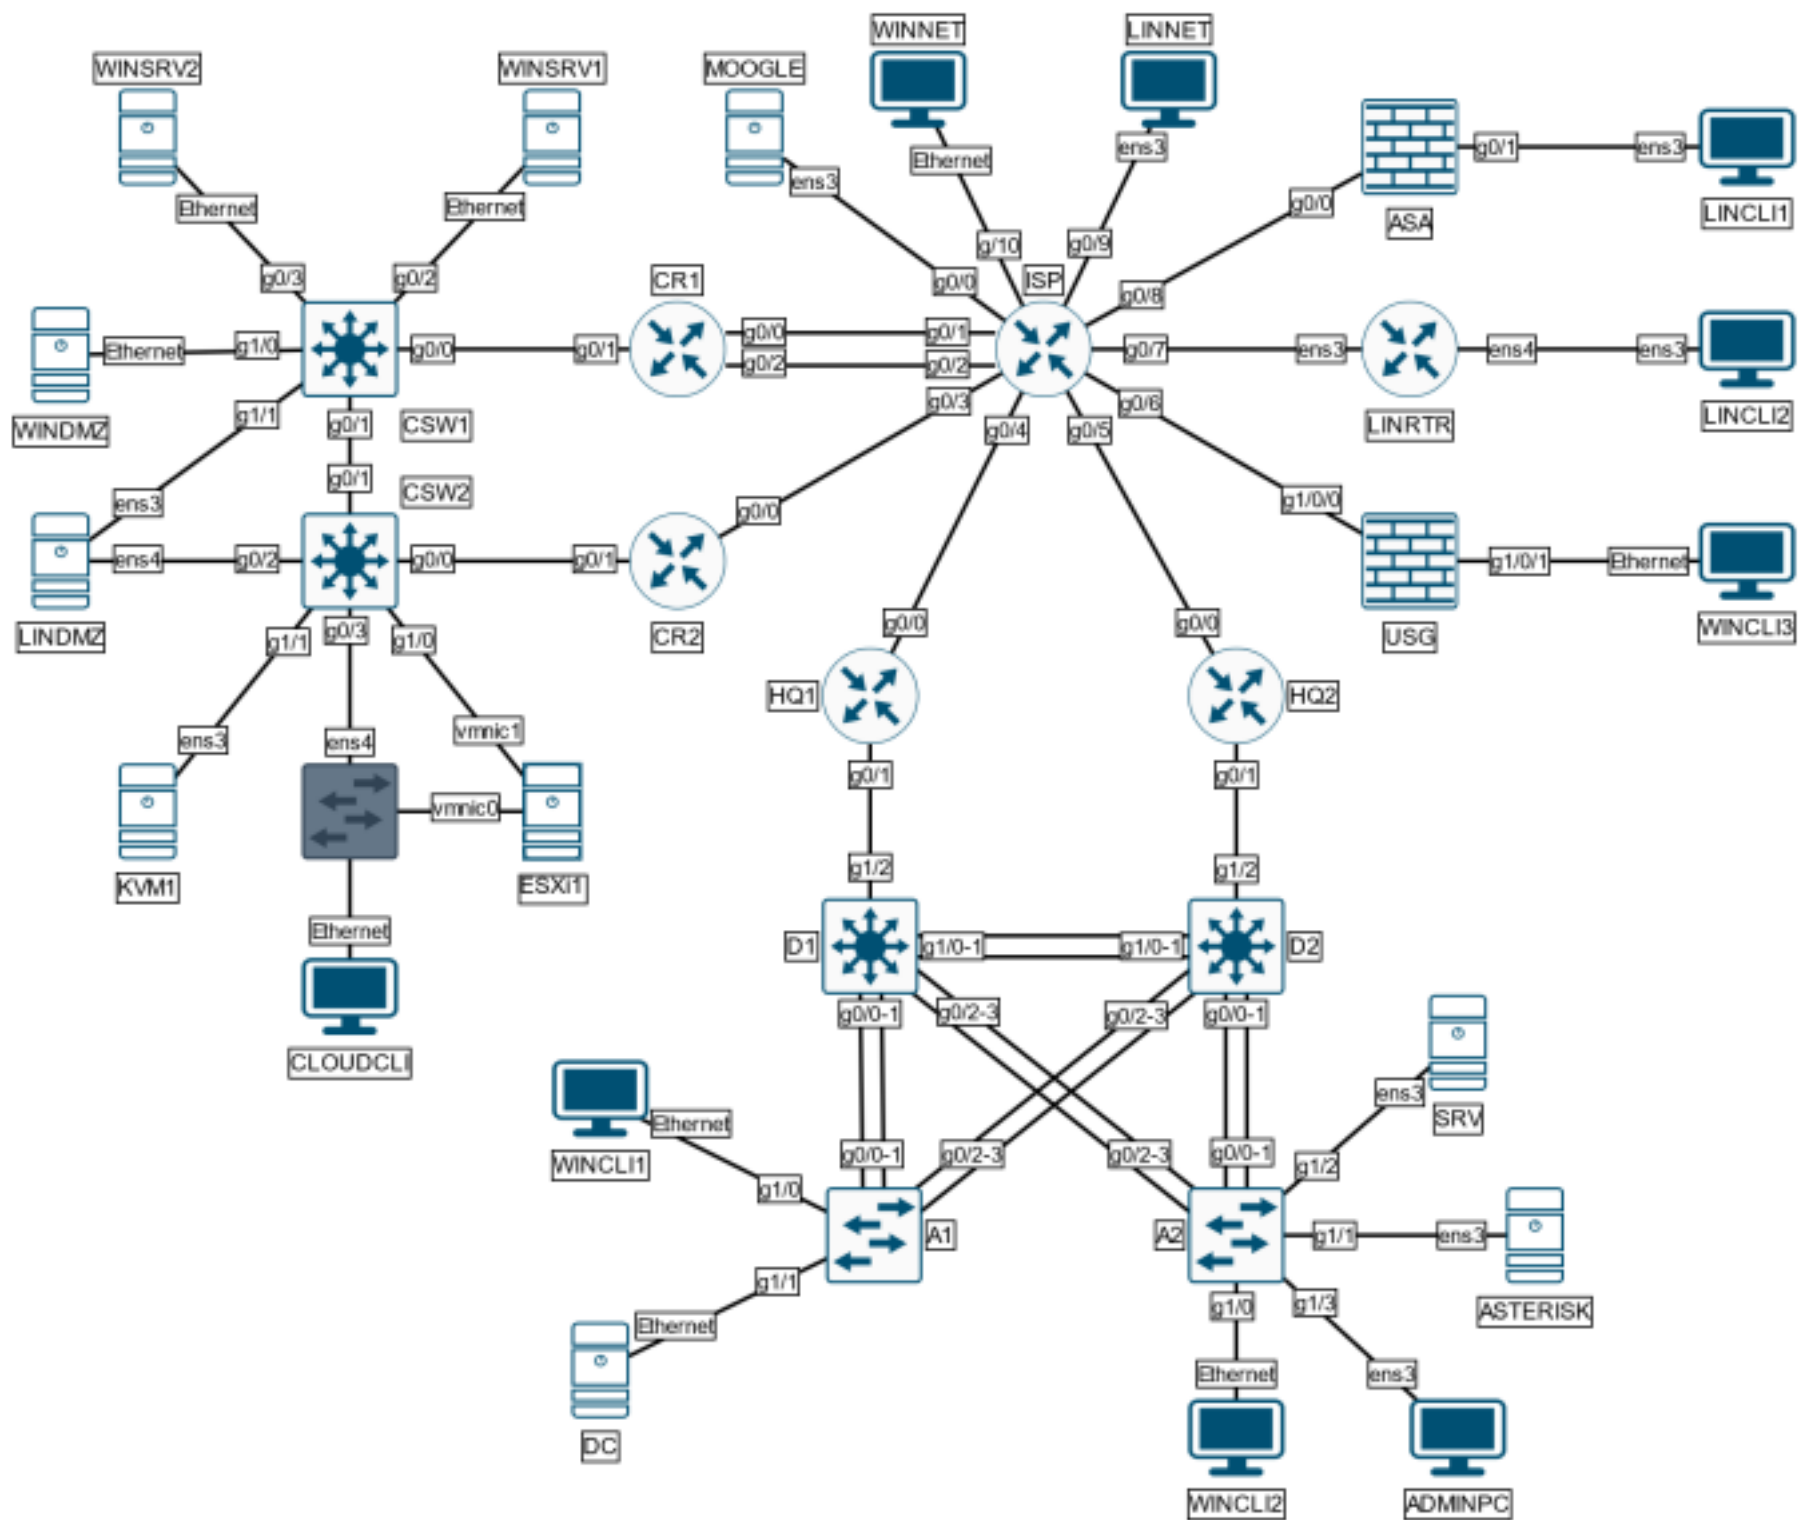 WINNET
LINNET
WINSRV2
WINSRV1
MOOGLE
ens3
g0/1
ens3
Ethernet
ens3
Ethernet
Ethernet
g0/0
LINCLI1
ASA
g/10
g0/9
g0/3
g0/2
CR1
g0/0
ISP
g0/8
g0/0
g0/1
Ethernet
g1/0
g0/0
g0/1
g0/7
ens3
ens4
ens3
g0/2
g0/2
g0/3
g0/6
g1/1
g0/1
CSW1
g0/4
g0/5
LINRTR
LINCLI2
WINDMZ
g0/1
CSW2
CR2
ens3
g0/0
g1/0/0
ens4
g0/2
g0/0
g0/1
g1/0/1
Ethernet
LINDMZ
g1/1
g0/3
g1/0
g0/0
g0/0
USG
WINCLI3
HQ1
HQ2
vmnic1
ens3
ens4
g0/1
g0/1
vmnic0
KVM1
ESXi1
g1/2
g1/2
Ethernet
D1
g1/0-1
g1/0-1
D2
g0/0-1
g0/2-3
g0/2-3
g0/0-1
CLOUDCLI
ens3
SRV
Ethernet
g0/0-1
g0/2-3
g0/2-3
g0/0-1
WINCLI1
g1/2
g1/0
A1
A2
g1/1
ens3
g1/1
g1/0
g1/3
ASTERISK
Ethernet
Ethernet
ens3
DC
WINCLI2
ADMINPC